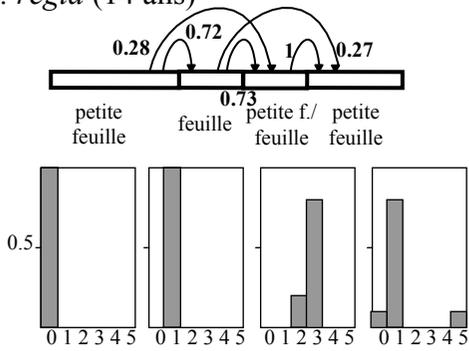 regia (14 ans)
0.28 0.72 1 0.27
0.73
petite feuille
feuille
petite f./ feuille
petite feuille
0.5
0 1 2 3 4 5 0 1 2 3 4 5 0 1 2 3 4 5 0 1 2 3 4 5